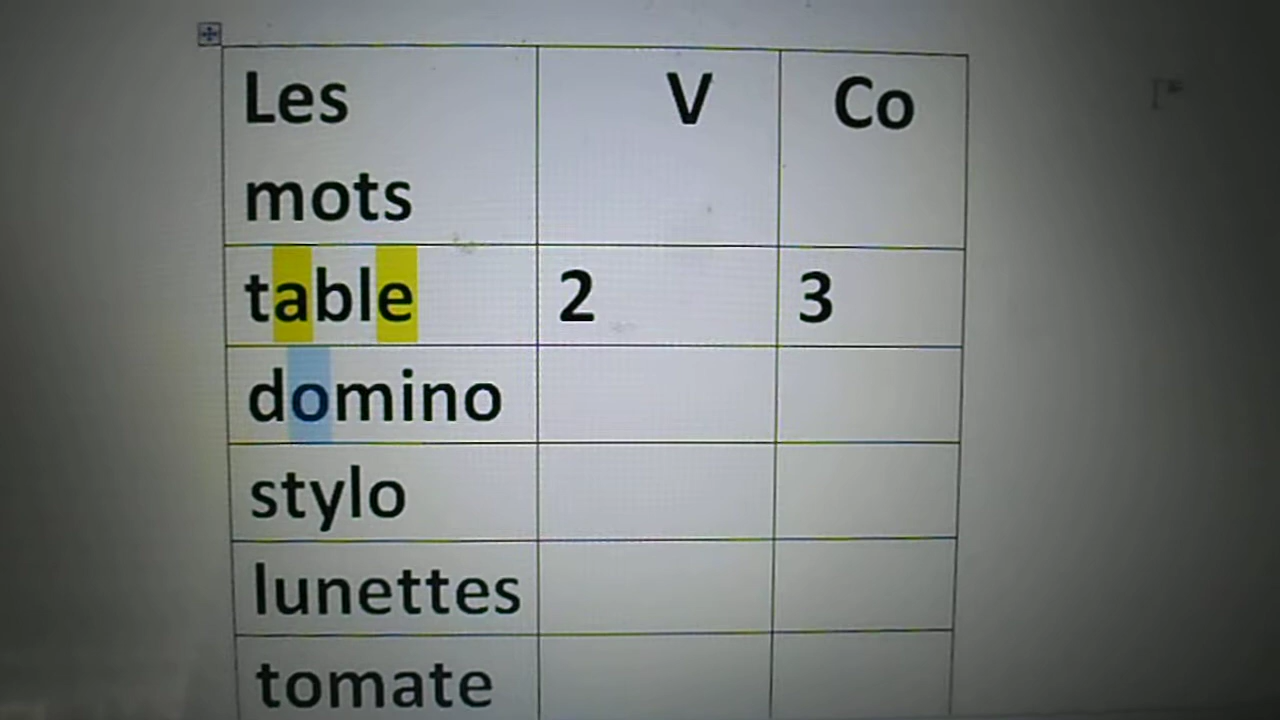 Les mots V Co
table 2 3
domino
stylo
lunettes
tomate